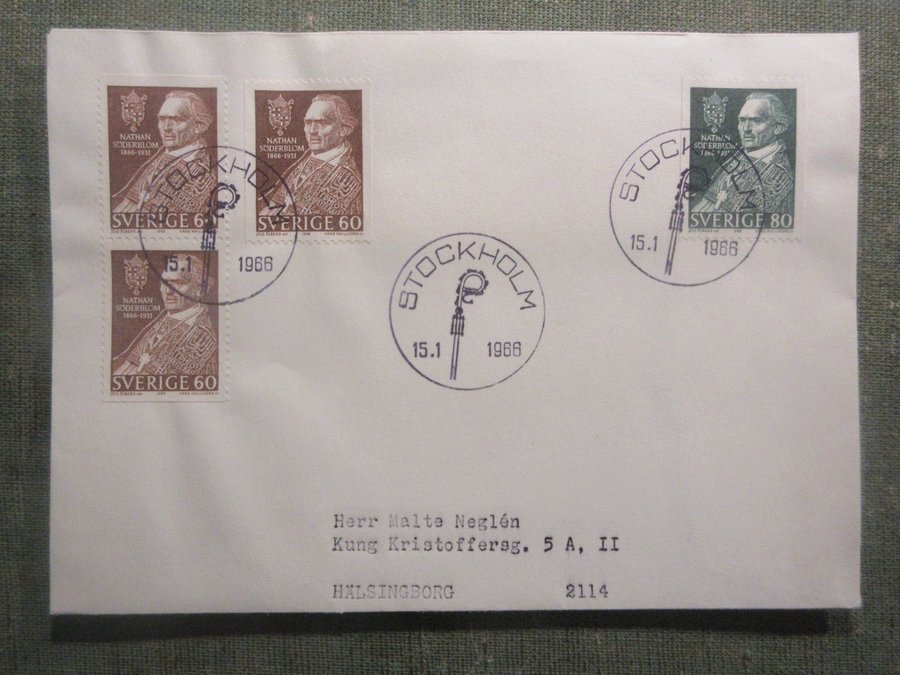 NATHAN
SÖDERBLOM
1866-1931
SVERIGE 60
NATHAN
SÖDERBLOM
1866-1931
SVERIGE 60
NATHAN
SÖDERBLOM
1866-1931
SVERIGE 60
STOCKHOLM
15.1 1966
STOCKHOLM
15.1 1966
NATHAN
SÖDERBLOM
1866-1931
SVERIGE 80
STOCKHOLM
15.1 1966
Herr Malte Neglén
Kung Kristoffersg. 5 A, II
HÄLSINGBORG 2114